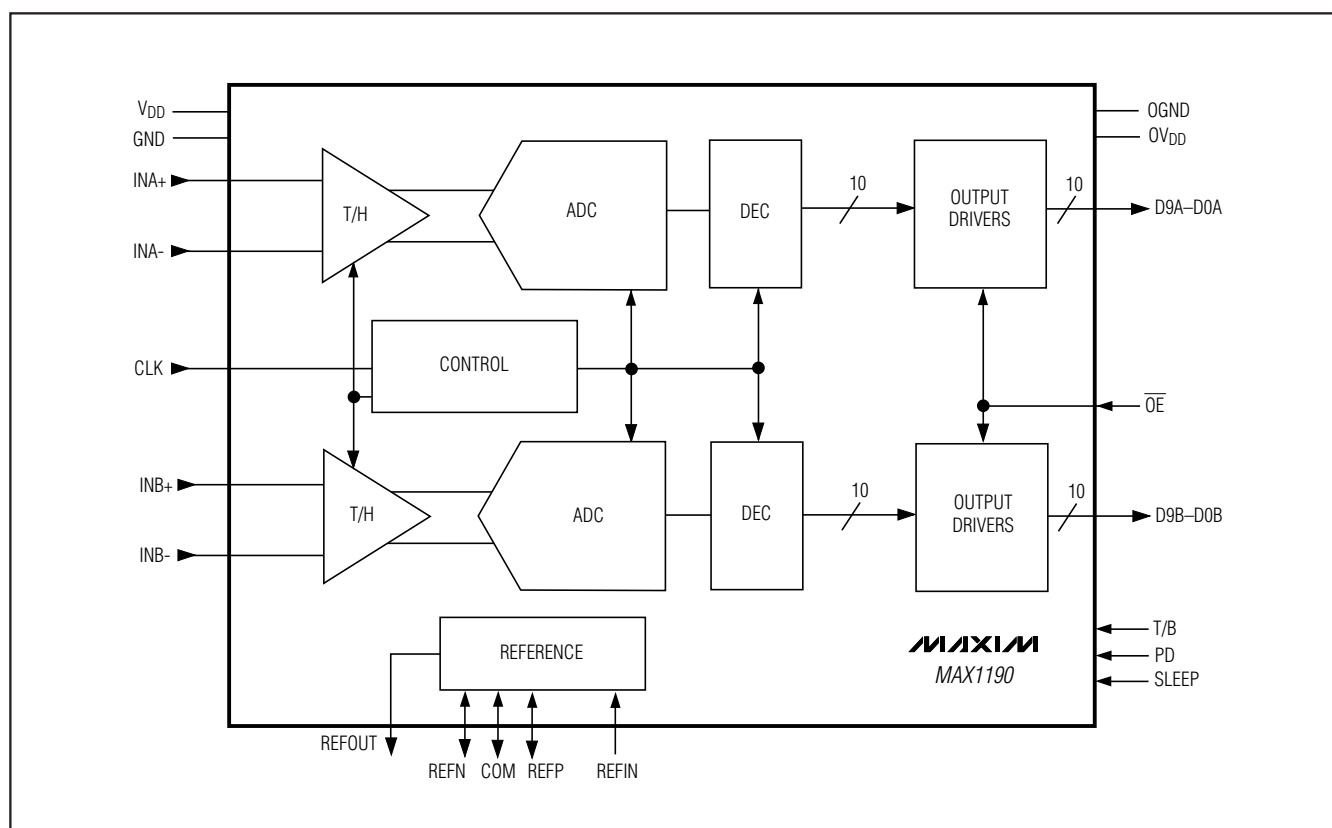 VDD
GND
OGND
OVDD
INA+
INA-
T/H
ADC
DEC
10
OUTPUT
DRIVERS
10
D9A–D0A
CLK
CONTROL
OE
INB+
INB-
T/H
ADC
DEC
10
OUTPUT
DRIVERS
10
D9B–D0B
REFERENCE
MAXIM
MAX1190
T/B
PD
SLEEP
REFOUT
REFN
COM
REFP
REFIN